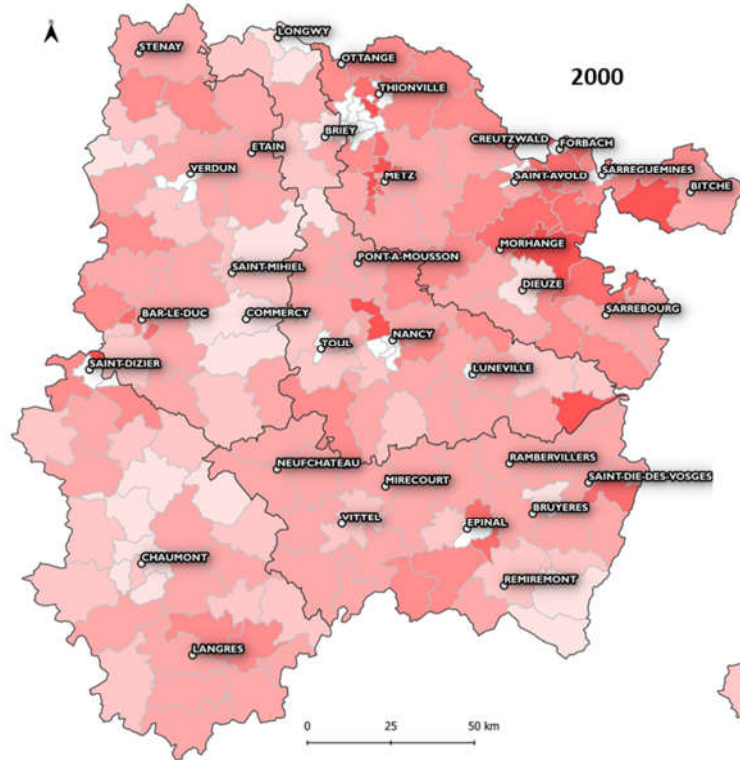 LONGWY
STENAY
OTTANGE
2000
THIONVILLE
BRIEY
CREUTZWALD
FORBACH
ETAIN
VERDUN
METZ
SAINT-AVOLD
SARREGUEMINES
BITCHE
MORHANGE
PONT-A-MOUSSON
SAINT-MIHIEL
DIEUZE
BAR-LE-DUC
COMMERCY
SARREBOURG
TOUL
NANCY
SAINT-DIZIER
LUNEVILLE
NEUFCHATEAU
RAMBERVILLERS
MIRECOURT
SAINT-DIE-DES-VOSGES
VITTEL
EPINAL
BRUYERES
CHAUMONT
REMIREMONT
LANGRES
0 25 50 km